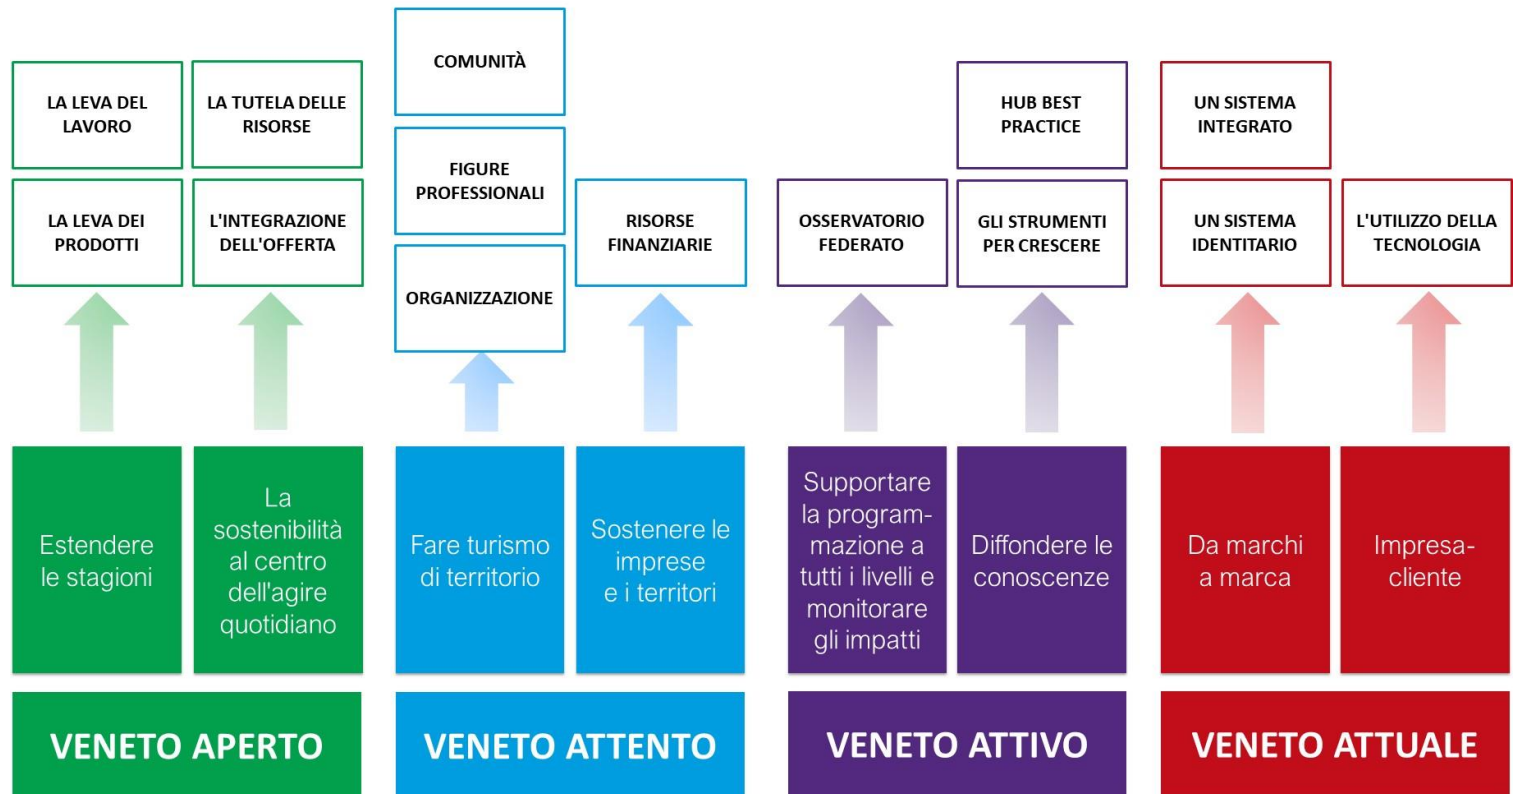 LA LEVA DEL
LAVORO
LA TUTELA DELLE
RISORSE
LA LEVA DEI
PRODOTTI
L'INTEGRAZIONE
DELL'OFFERTA
Estendere
le stagioni
La
sostenibilità
al centro
dell'agire
quotidiano
VENETO APERTO
COMUNITÀ
FIGURE
PROFESSIONALI
ORGANIZZAZIONE
RISORSE
FINANZIARIE
Fare turismo
di territorio
Sostenere le
imprese
e i territori
VENETO ATTENTO
OSSERVATORIO
FEDERATO
HUB BEST
PRACTICE
GLI STRUMENTI
PER CRESCERE
Supportare
la program-
mazione a
tutti i livelli e
monitorare
gli impatti
Diffondere le
conoscenze
VENETO ATTIVO
UN SISTEMA
INTEGRATO
UN SISTEMA
IDENTITARIO
L'UTILIZZO DELLA
TECNOLOGIA
Da marchi
a marca
Impresa-
cliente
VENETO ATTUALE